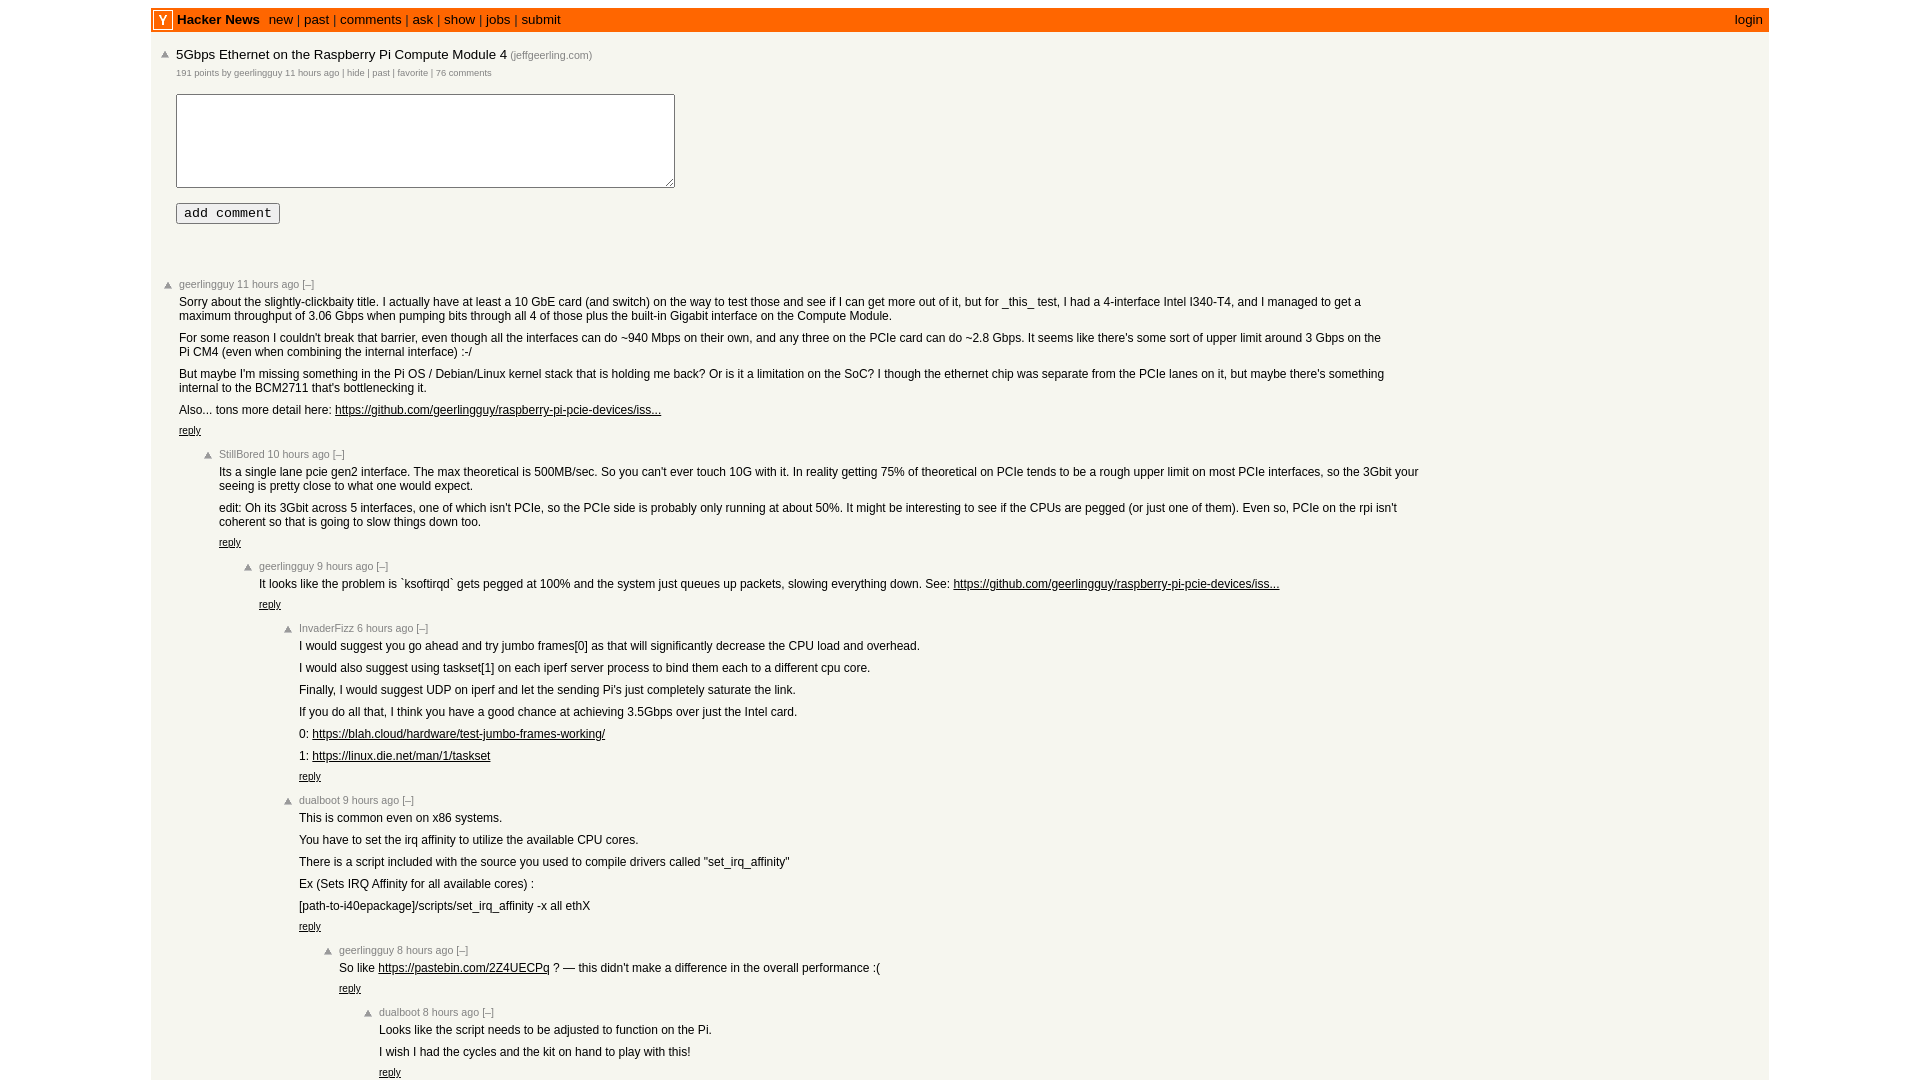 Y Hacker News new | past | comments | ask | show | jobs | submit login
5Gbps Ethernet on the Raspberry Pi Compute Module 4 (jeffgeerling.com)
191 points by geerlingguy 11 hours ago | hide | past | favorite | 76 comments
add comment
geerlingguy 11 hours ago [–]
Sorry about the slightly-clickbaity title. I actually have at least a 10 GbE card (and switch) on the way to test those and see if I can get more out of it, but for _this_ test, I had a 4-interface Intel I340-T4, and I managed to get a
maximum throughput of 3.06 Gbps when pumping bits through all 4 of those plus the built-in Gigabit interface on the Compute Module.
For some reason I couldn't break that barrier, even though all the interfaces can do ~940 Mbps on their own, and any three on the PCIe card can do ~2.8 Gbps. It seems like there's some sort of upper limit around 3 Gbps on the
Pi CM4 (even when combining the internal interface) :-/
But maybe I'm missing something in the Pi OS / Debian/Linux kernel stack that is holding me back? Or is it a limitation on the SoC? I though the ethernet chip was separate from the PCIe lanes on it, but maybe there's something
internal to the BCM2711 that's bottlenecking it.
Also... tons more detail here: https://github.com/geerlingguy/raspberry-pi-pcie-devices/iss...
reply
StillBored 10 hours ago [–]
Its a single lane pcie gen2 interface. The max theoretical is 500MB/sec. So you can't ever touch 10G with it. In reality getting 75% of theoretical on PCIe tends to be a rough upper limit on most PCIe interfaces, so the 3Gbit your
seeing is pretty close to what one would expect.
edit: Oh its 3Gbit across 5 interfaces, one of which isn't PCIe, so the PCIe side is probably only running at about 50%. It might be interesting to see if the CPUs are pegged (or just one of them). Even so, PCIe on the rpi isn't
coherent so that is going to slow things down too.
reply
geerlingguy 9 hours ago [–]
It looks like the problem is `ksoftirqd` gets pegged at 100% and the system just queues up packets, slowing everything down. See: https://github.com/geerlingguy/raspberry-pi-pcie-devices/iss...
reply
InvaderFizz 6 hours ago [–]
I would suggest you go ahead and try jumbo frames[0] as that will significantly decrease the CPU load and overhead.
I would also suggest using taskset[1] on each iperf server process to bind them each to a different cpu core.
Finally, I would suggest UDP on iperf and let the sending Pi's just completely saturate the link.
If you do all that, I think you have a good chance at achieving 3.5Gbps over just the Intel card.
0: https://blah.cloud/hardware/test-jumbo-frames-working/
1: https://linux.die.net/man/1/taskset
reply
dualboot 9 hours ago [–]
This is common even on x86 systems.
You have to set the irq affinity to utilize the available CPU cores.
There is a script included with the source you used to compile drivers called "set_irq_affinity"
Ex (Sets IRQ Affinity for all available cores) :
[path-to-i40epackage]/scripts/set_irq_affinity -x all ethX
reply
geerlingguy 8 hours ago [–]
So like https://pastebin.com/2Z4UECPq ? — this didn't make a difference in the overall performance :(
reply
dualboot 8 hours ago [–]
Looks like the script needs to be adjusted to function on the Pi.
I wish I had the cycles and the kit on hand to play with this!
reply